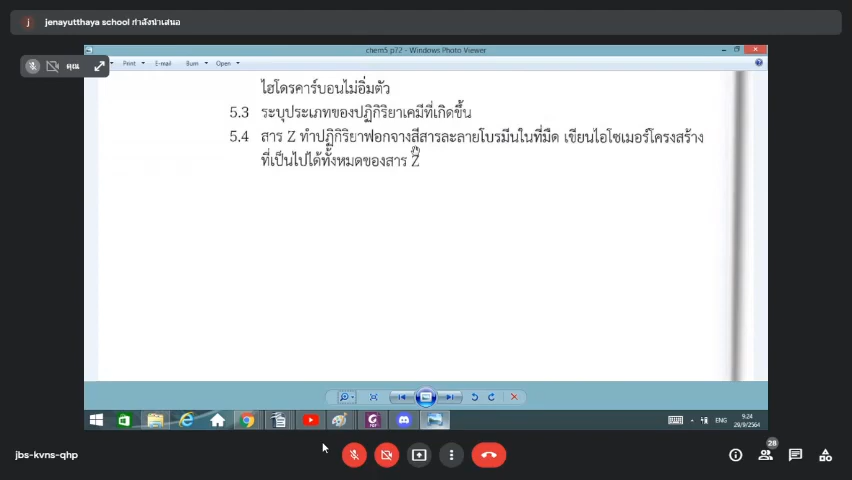 jenayutthaya school กำลังนำเสนอ
chem5 p72 - Windows Photo Viewer
คุณ
Print
E-mail
Burn
Open
ไฮโดรคาร์บอนไม่อิ่มตัว
5.3 ระบุประเภทของปฏิกิริยาเคมีที่เกิดขึ้น
5.4 สาร Z ทำปฏิกิริยาฟอกจางสีสารละลายโบรมีนในที่มืด เขียนไอโซเมอร์โครงสร้าง
ที่เป็นไปได้ทั้งหมดของสาร Z
ENG
9:24
29/9/2564
jbs-kvns-qhp
28